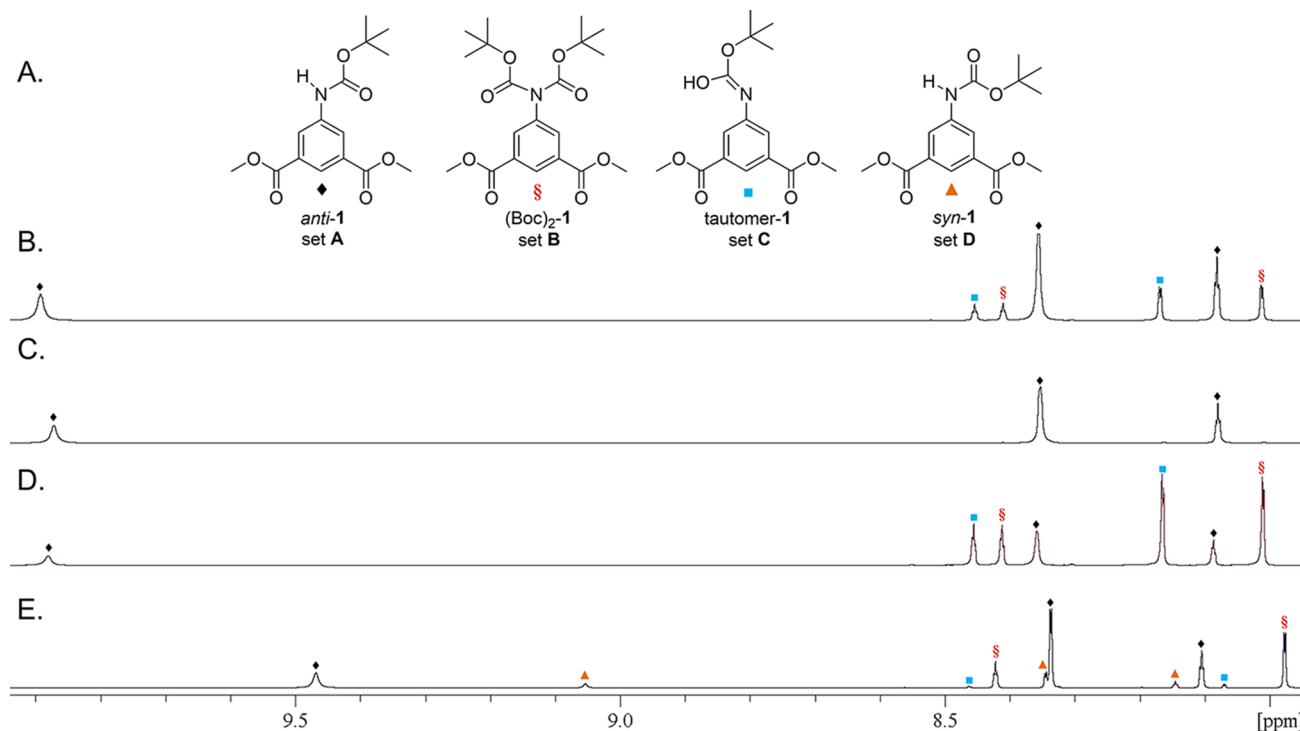 A.
H N O O
O O N O O
HO O N
H N O O
O O O O
O O O O
O O O O
O O O O
anti-1
set A
§
(Boc)2-1
set B
tautomer-1
set C
syn-1
set D
B.
§
§
C.
D.
§
§
E.
§
§
9.5 9.0 8.5 [ppm]